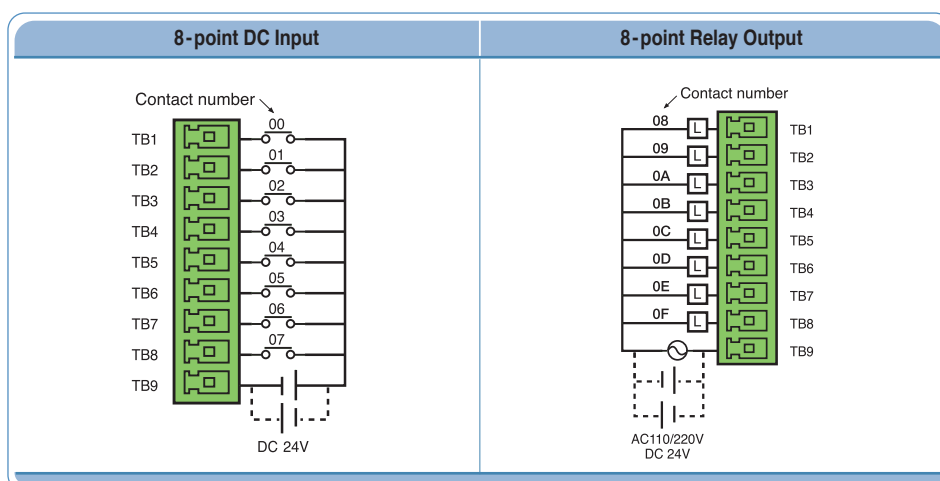 8-point DC Input
8-point Relay Output
Contact number
00
TB1
01
TB2
02
TB3
03
TB4
04
TB5
05
TB6
06
TB7
07
TB8
TB9
DC 24V
Contact number
08
L
TB1
09
L
TB2
0A
L
TB3
0B
L
TB4
0C
L
TB5
0D
L
TB6
0E
L
TB7
0F
L
TB8
TB9
AC110/220V
DC 24V